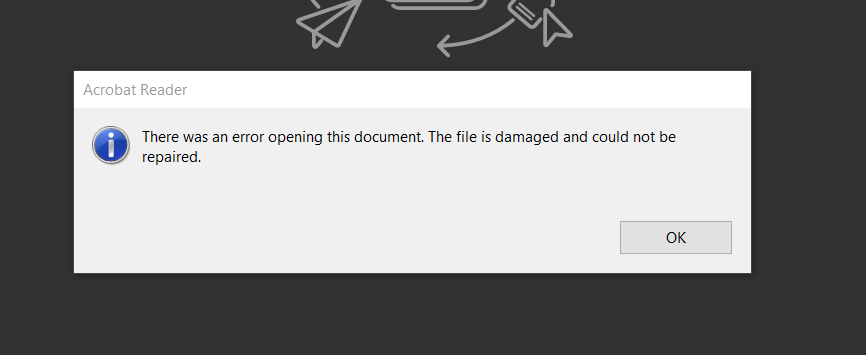 Acrobat Reader
There was an error opening this document. The file is damaged and could not be
repaired.
OK